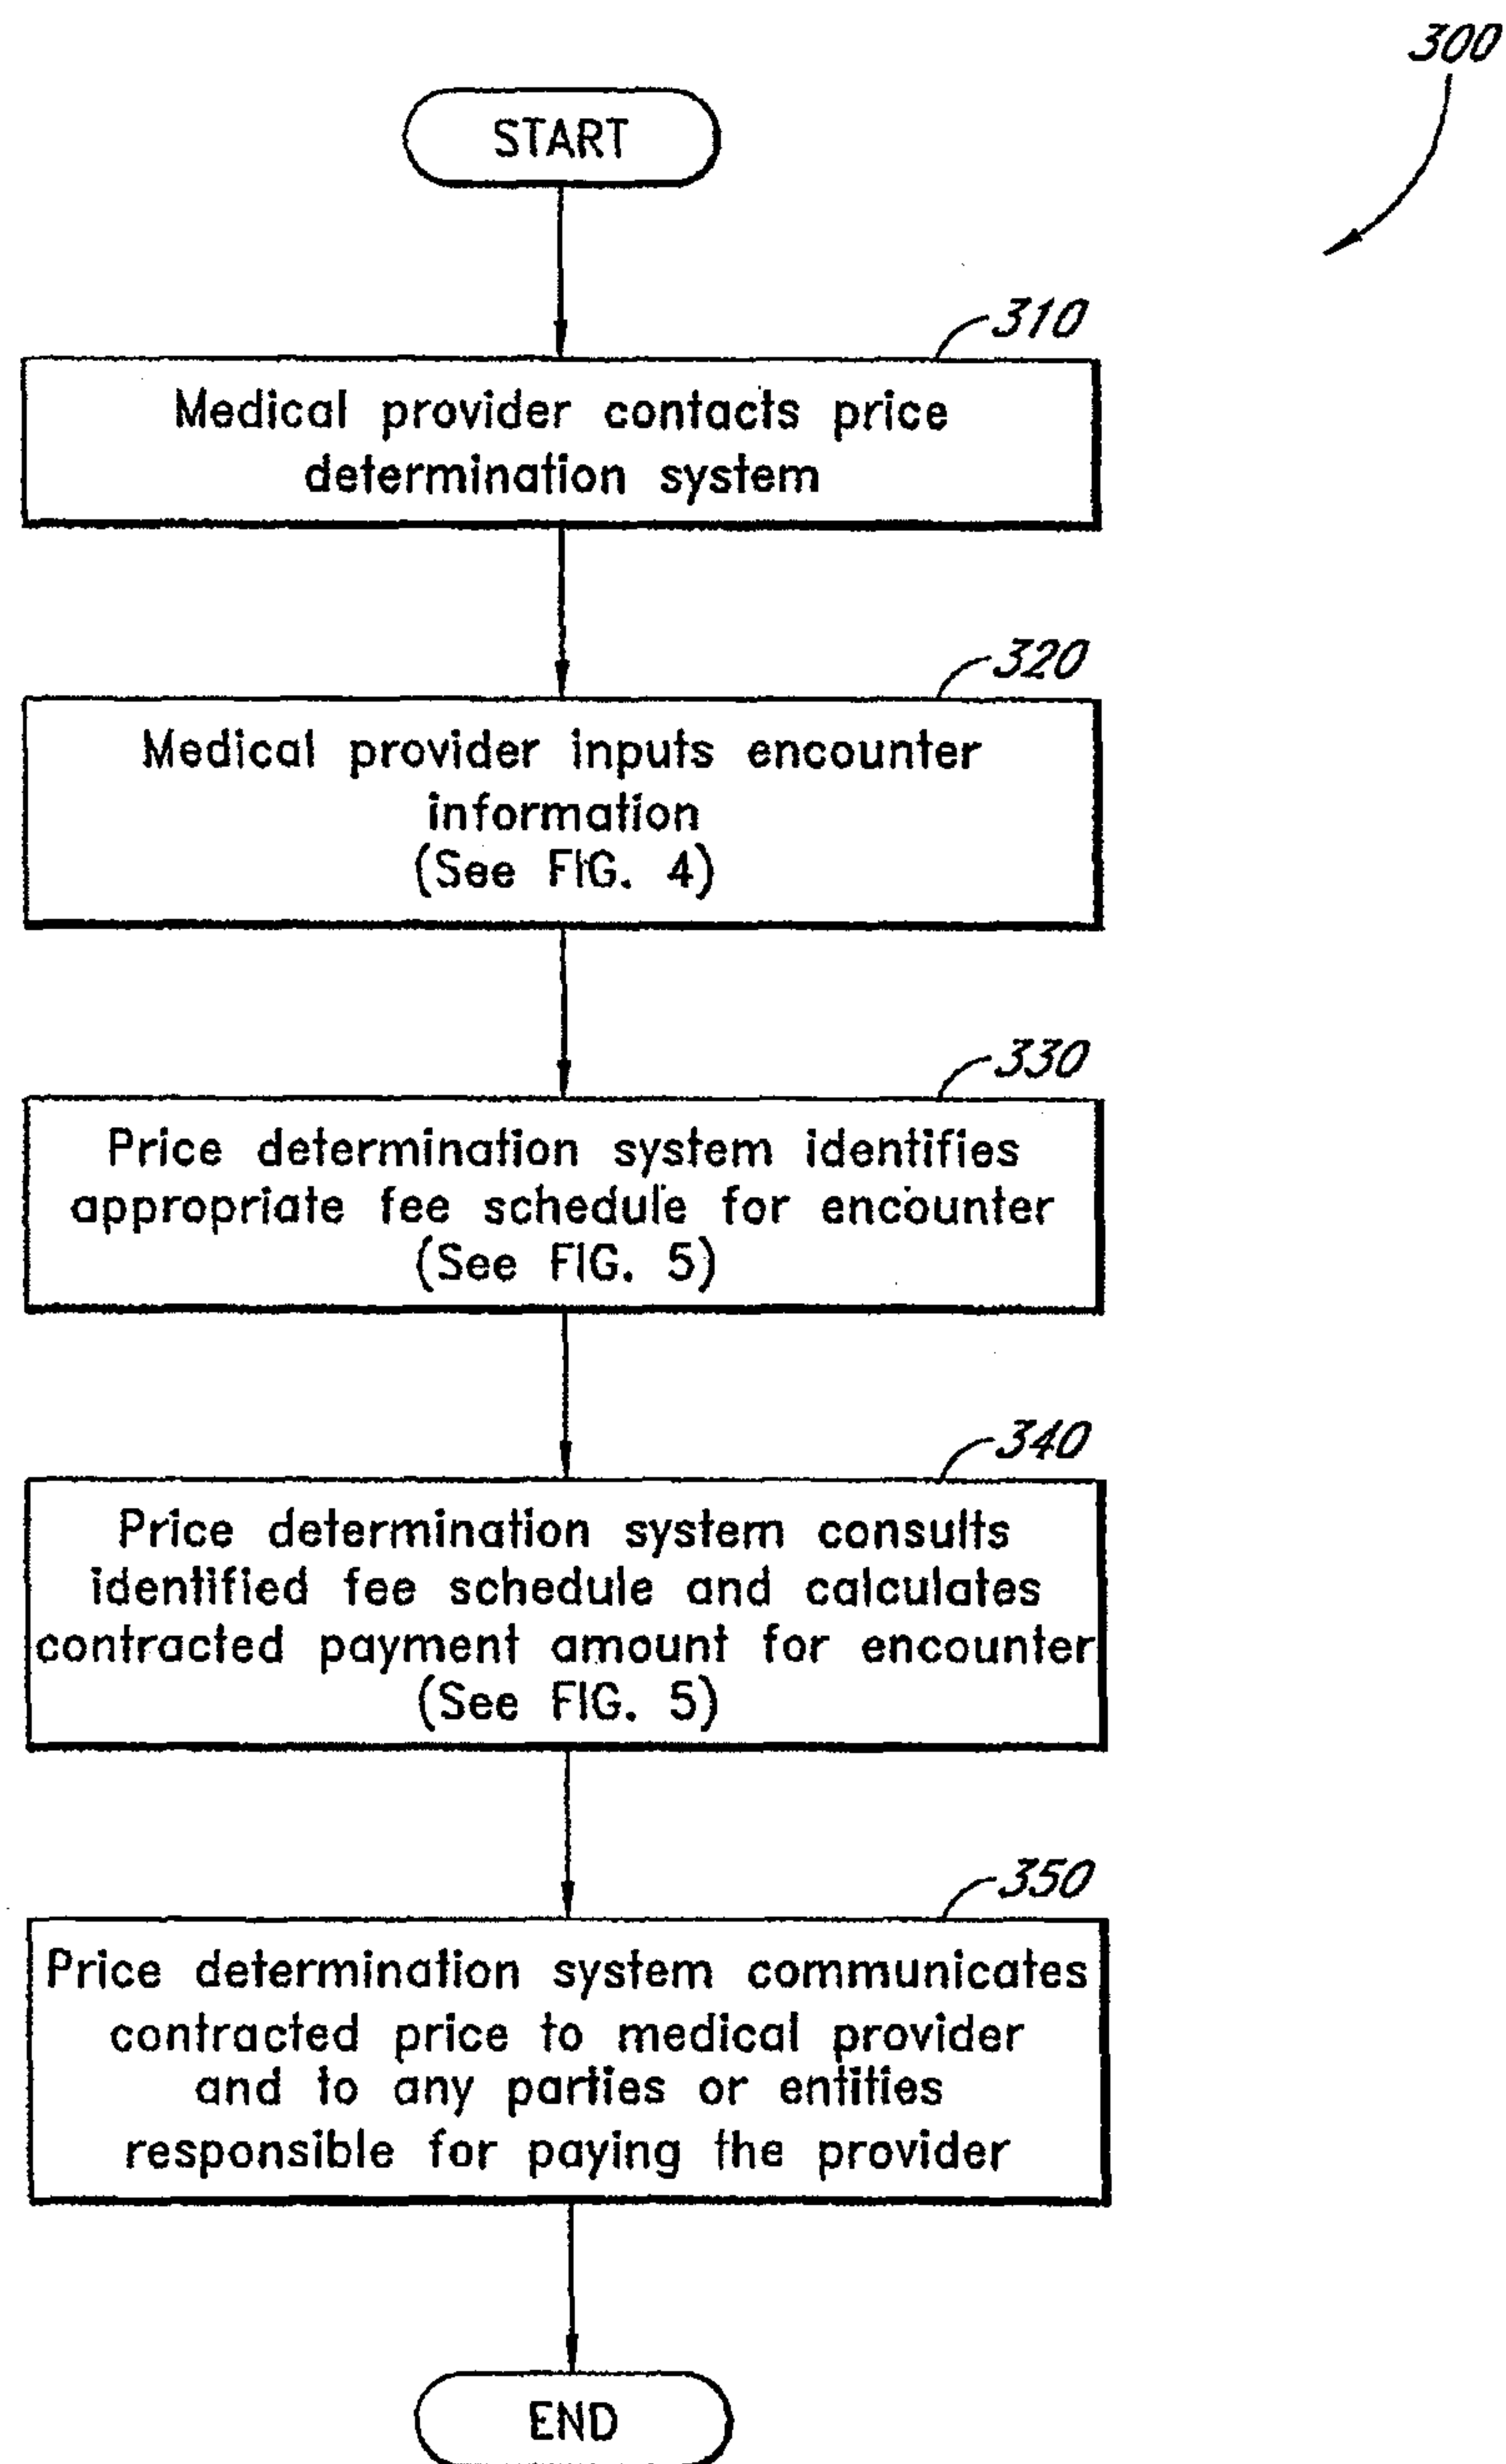 300
START
310
Medical provider contacts price
determination system
320
Medical provider inputs encounter
information
(See FIG. 4)
330
Price determination system identifies
appropriate fee schedule for encounter
(See FIG. 5)
340
Price determination system consults
identified fee schedule and calculates
contracted payment amount for encounter
(See FIG. 5)
350
Price determination system communicates
contracted price to medical provider
and to any parties or entities
responsible for paying the provider
END